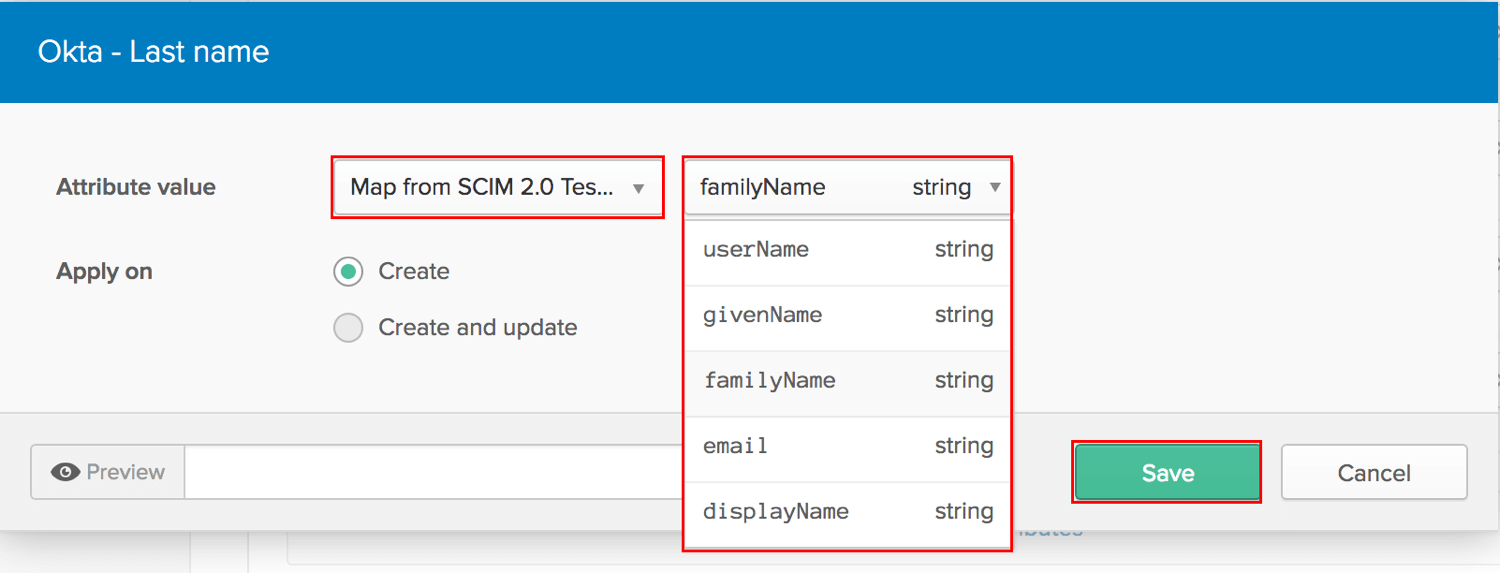 Okta - Last name
Attribute value
Map from SCIM 2.0 Tes...
familyName string
userName string
Apply on
Create
givenName string
Create and update
familyName string
email string
Preview
Save
Cancel
displayName string